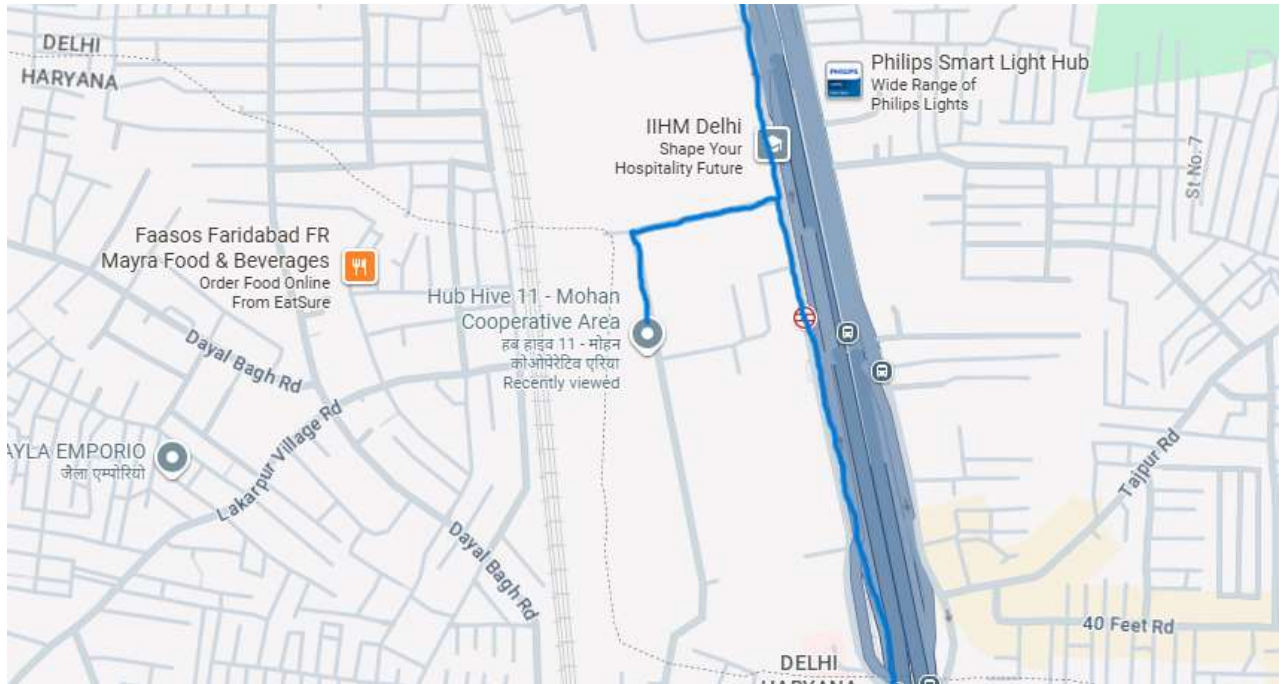 DELHI
HARYANA
Philips Smart Light Hub
Wide Range of
Philips Lights
PHILIPS
IIHM Delhi
Shape Your
Hospitality Future
St No. 7
Faasos Faridabad FR
Mayra Food & Beverages
Order Food Online
From EatSure
Hub Hive 11 - Mohan
Cooperative Area
हब हाइव 11 - मोहन
कोओपेरेटिव एरिया
Recently viewed
Dayal Bagh Rd
Lakarpur Village Rd
AYLA EMPORIO
जैला एम्पोरियो
Tajpur Rd
Dayal Bagh Rd
40 Feet Rd
DELHI
HARYANA